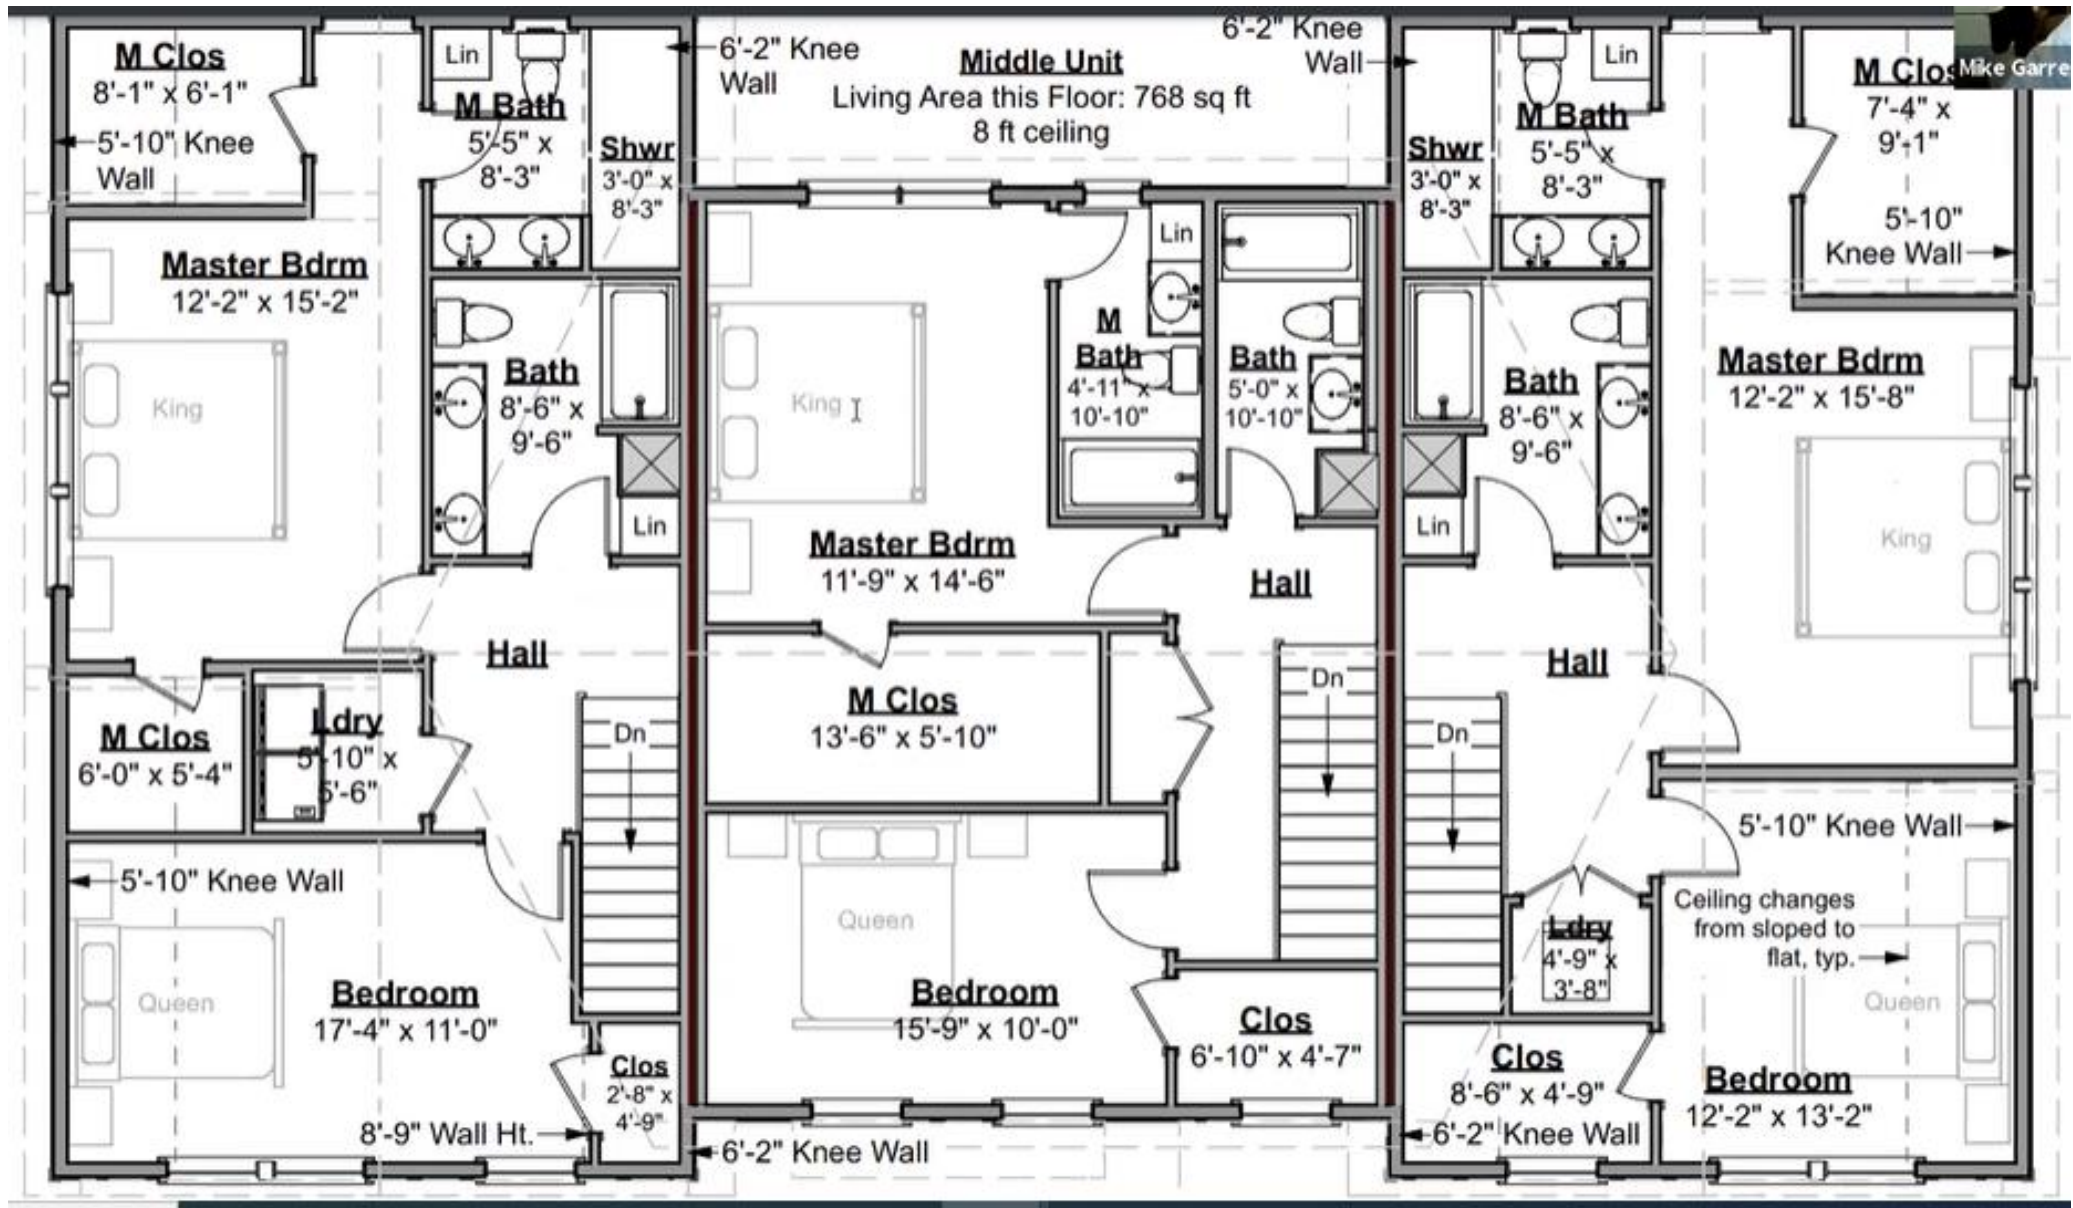 M Clos
8'-1" x 6'-1"
5'-10" Knee
Wall
Lin
M Bath
5'-5" x
8'-3"
Shwr
3'-0" x
8'-3"
6'-2" Knee
Wall
Middle Unit
Living Area this Floor: 768 sq ft
8 ft ceiling
6'-2" Knee
Wall
Shwr
3'-0" x
8'-3"
Lin
M Bath
5'-5" x
8'-3"
M Clos
7'-4" x
9'-1"
5'-10"
Knee Wall
Mike Garre
Master Bdrm
12'-2" x 15'-2"
King
Bath
8'-6" x
9'-6"
Lin
Hall
M Clos
6'-0" x 5'-4"
Ldry
5'-10" x
5'-6"
Dn
5'-10" Knee Wall
Queen
Bedroom
17'-4" x 11'-0"
Clos
2'-8" x
4'-9"
8'-9" Wall Ht.
King
Master Bdrm
11'-9" x 14'-6"
Lin
M
Bath
4'-11" x
10'-10"
Bath
5'-0" x
10'-10"
Hall
M Clos
13'-6" x 5'-10"
Dn
Queen
Bedroom
15'-9" x 10'-0"
Clos
6'-10" x 4'-7"
6'-2" Knee Wall
Bath
8'-6" x
9'-6"
Lin
Master Bdrm
12'-2" x 15'-8"
King
Hall
Dn
5'-10" Knee Wall
Ceiling changes
from sloped to
flat, typ.
Ldry
4'-9" x
3'-8"
Queen
Clos
8'-6" x 4'-9"
Bedroom
12'-2" x 13'-2"
6'-2" Knee Wall